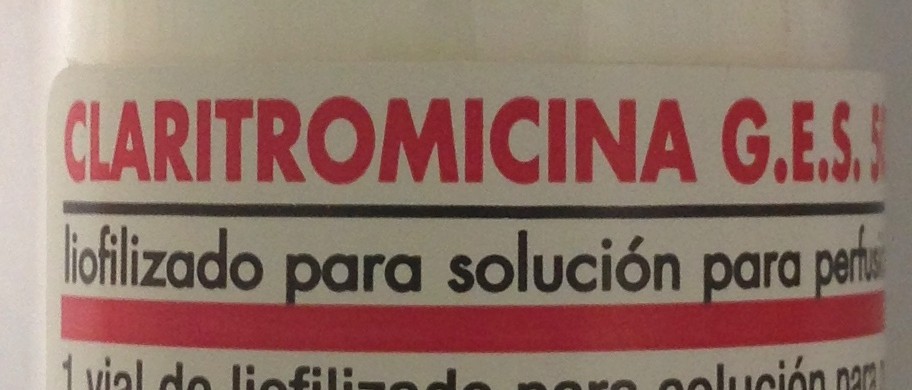 CLARITROMICINA G.E.S.
liofilizado para solución para
1 vial de liofilizado para solución para